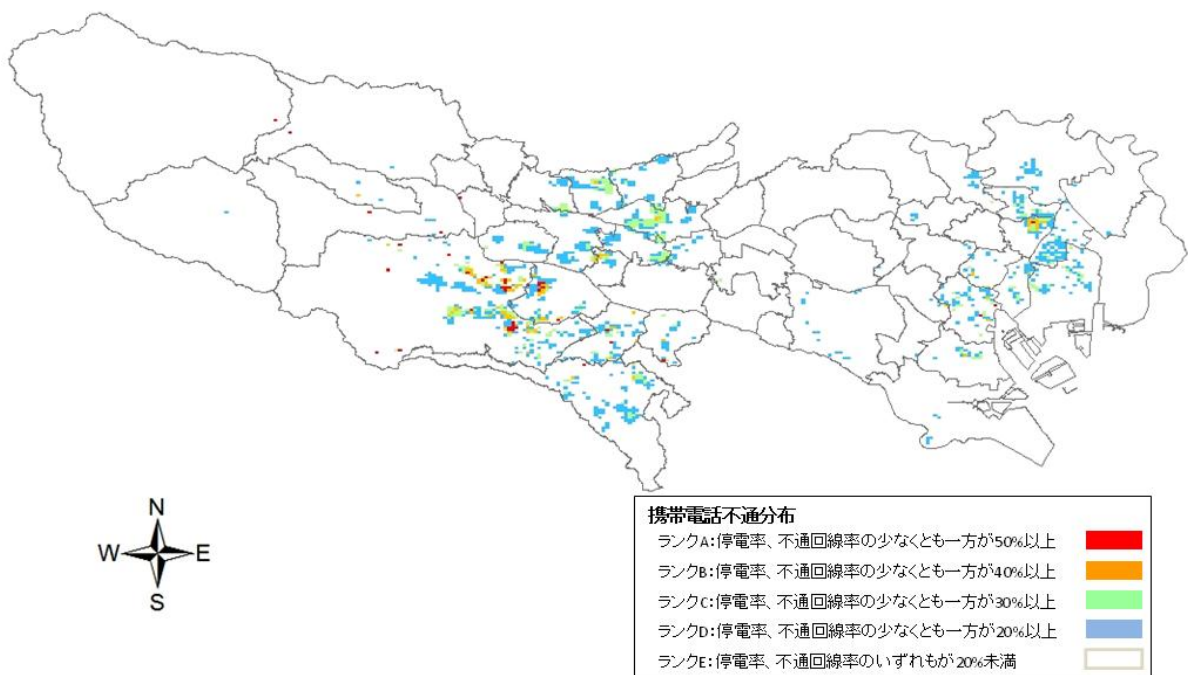 N
W E
S
携帯電話不通分布
ランクA:停電率、不通回線率の少なくとも一方が50%以上
ランクB:停電率、不通回線率の少なくとも一方が40%以上
ランクC:停電率、不通回線率の少なくとも一方が30%以上
ランクD:停電率、不通回線率の少なくとも一方が20%以上
ランクE:停電率、不通回線率のいずれもが20%未満